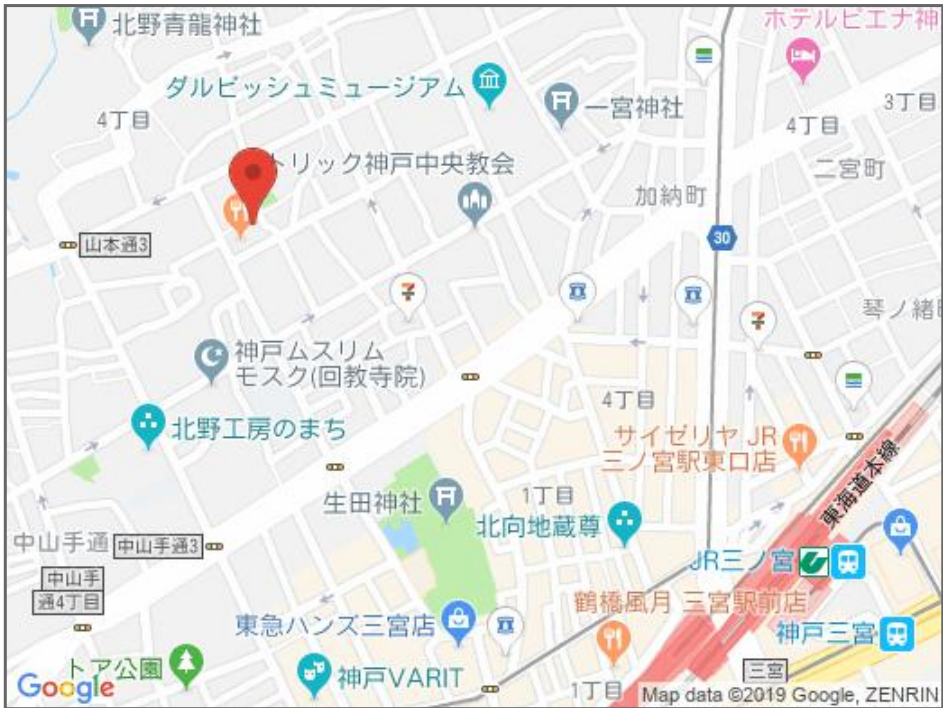 北野青龍神社
ホテルピエナ神
ダルビッシュミュージアム
一宮神社
3丁目
4丁目
4丁目
トリック神戸中央教会
二宮町
加納町
30
山本通3
琴ノ緒
神戸ムスリム
モスク(回教寺院)
4丁目
北野工房のまち
サイゼリヤ JR
三ノ宮駅東口店
東海道本線
生田神社
1丁目
北向地蔵尊
中山手通
中山手通3
JR三ノ宮
中山手
通4丁目
鶴橋風月 三宮駅前店
東急ハンズ三宮店
神戸三宮
トア公園
神戸VARIT
1丁目
三宮
Google
Map data ©2019 Google, ZENRIN